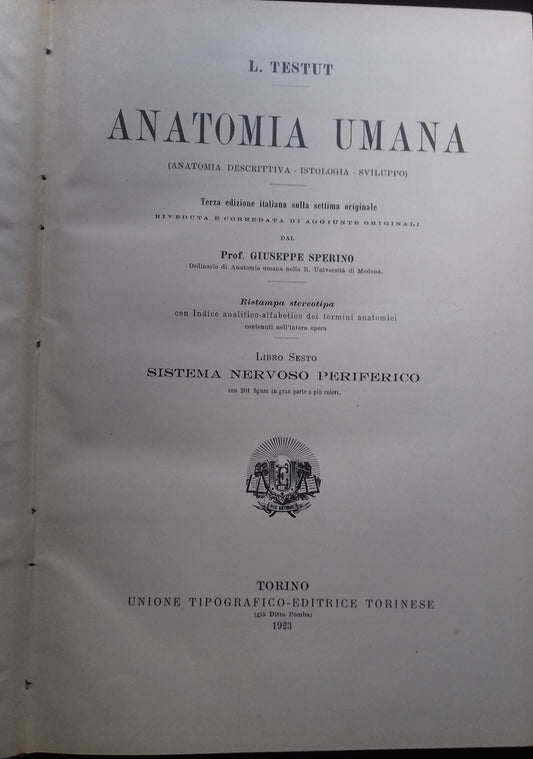 L. TESTUT
ANATOMIA UMANA
(ANATOMIA DESCRITTIVA - ISTOLOGIA - SVILUPPO)
Terza edizione italiana sulla settima originale
RIVEDUTA E CORREDATA DI AGGIUNTE ORIGINALI
DAL
Prof. GIUSEPPE SPERINO
Ordinario di Anatomia umana nella R. Università di Modena.
Ristampa stereotipa
con Indice analitico-alfabetico dei termini anatomici
contenuti nell'intera opera
LIBRO SESTO
SISTEMA NERVOSO PERIFERICO
con 201 figure in gran parte a più colori.
TORINO
UNIONE TIPOGRAFICO-EDITRICE TORINESE
(già Ditta Pomba)
1923